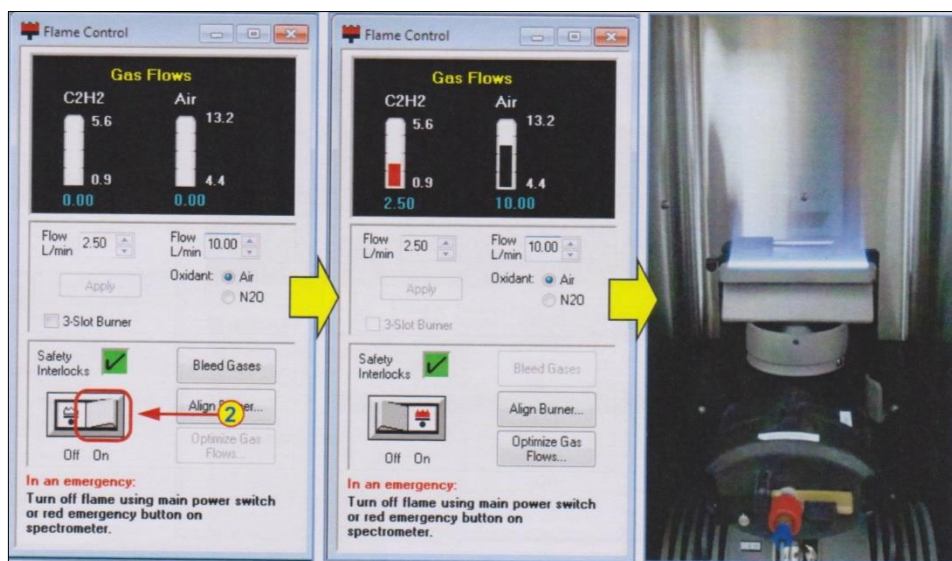 Flame Control
Gas Flows
C2H2 Air
5.6 13.2
0.9 4.4
0.00 0.00
Flow L/min 2.50 Flow L/min 10.00
Apply
Oxidant: Air
N2O
3-Slot Burner
Safety Interlocks
Bleed Gases
Align
2
Optimize Gas
Flows...
Off On
In an emergency:
Turn off flame using main power switch
or red emergency button on
spectrometer.
Flame Control
Gas Flows
C2H2 Air
5.6 13.2
0.9 4.4
2.50 10.00
Flow L/min 2.50 Flow L/min 10.00
Apply
Oxidant: Air
N2O
3-Slot Burner
Safety Interlocks
Bleed Gases
Align Burner...
Optimize Gas
Flows...
Off On
In an emergency:
Turn off flame using main power switch
or red emergency button on
spectrometer.